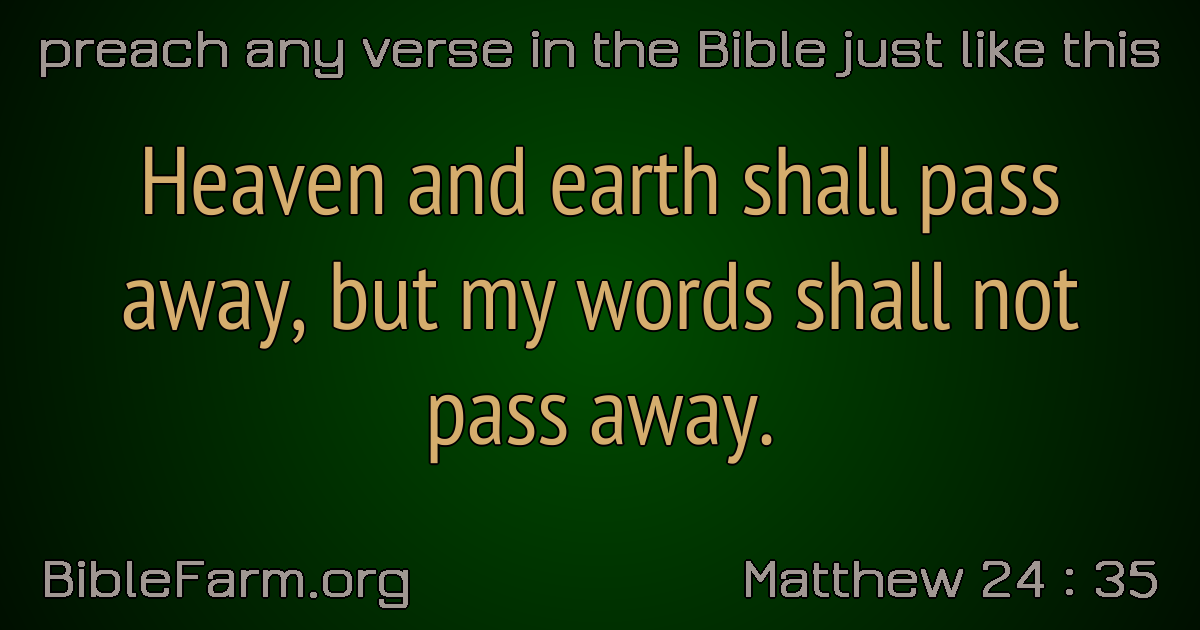 preach any verse in the Bible just like this
Heaven and earth shall pass
away, but my words shall not
pass away.
BibleFarm.org
Matthew 24 : 35